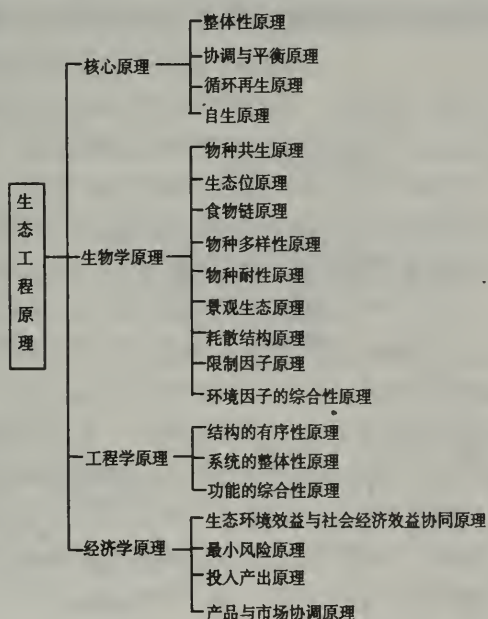 生态工程原理
核心原理
整体性原理
协调与平衡原理
循环再生原理
自生原理
生物学原理
物种共生原理
生态位原理
食物链原理
物种多样性原理
物种耐性原理
景观生态原理
耗散结构原理
限制因子原理
环境因子的综合性原理
工程学原理
结构的有序性原理
系统的整体性原理
功能的综合性原理
经济学原理
生态环境效益与社会经济效益协同原理
最小风险原理
投入产出原理
产品与市场协调原理